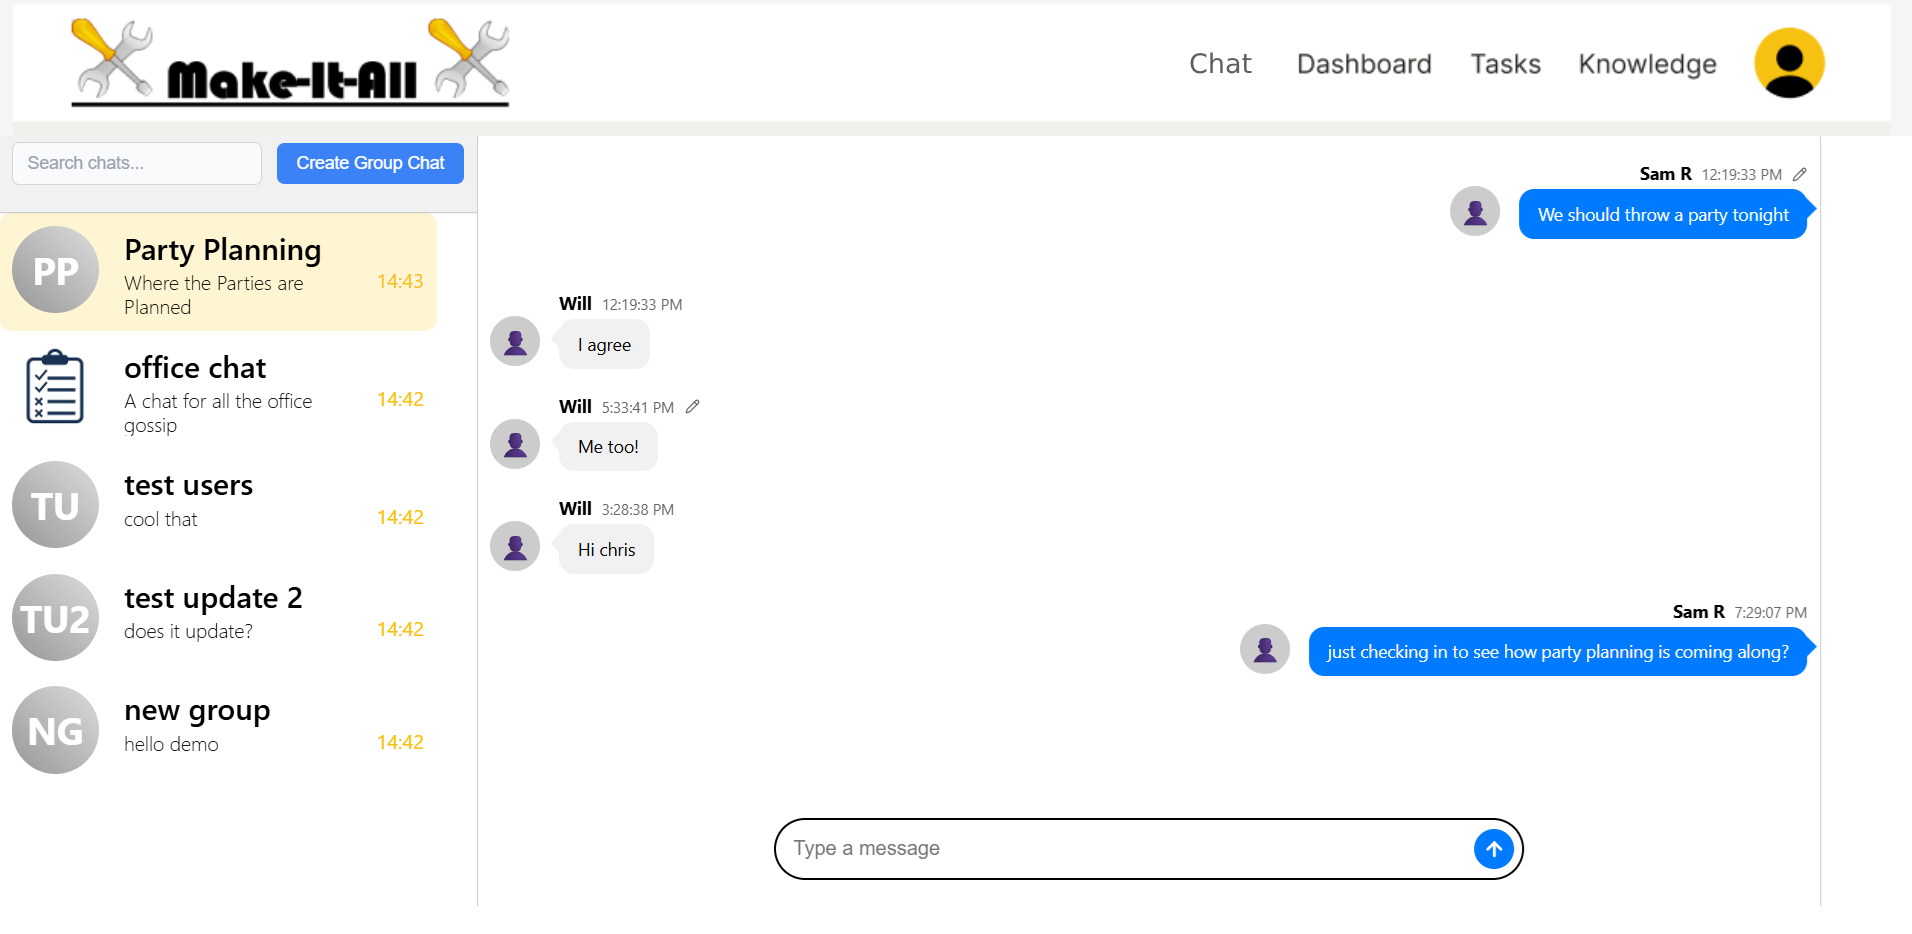 Make-It-All
Chat Dashboard Tasks Knowledge
Search chats...
Create Group Chat
PP
Party Planning
Where the Parties are
Planned
14:43
office chat
A chat for all the office
gossip
14:42
TU
test users
cool that
14:42
TU2
test update 2
does it update?
14:42
NG
new group
hello demo
14:42
Sam R 12:19:33 PM
We should throw a party tonight
Will 12:19:33 PM
I agree
Will 5:33:41 PM
Me too!
Will 3:28:38 PM
Hi chris
Sam R 7:29:07 PM
just checking in to see how party planning is coming along?
Type a message